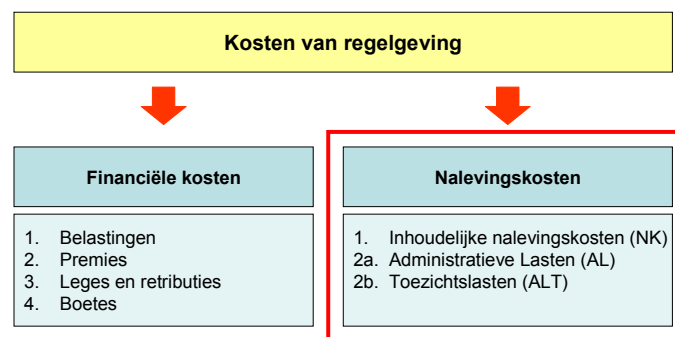 Kosten van regelgeving
Financiële kosten
1. Belastingen
2. Premies
3. Leges en retributies
4. Boetes
Nalevingskosten
1. Inhoudelijke nalevingskosten (NK)
2a. Administratieve Lasten (AL)
2b. Toezichtslasten (ALT)